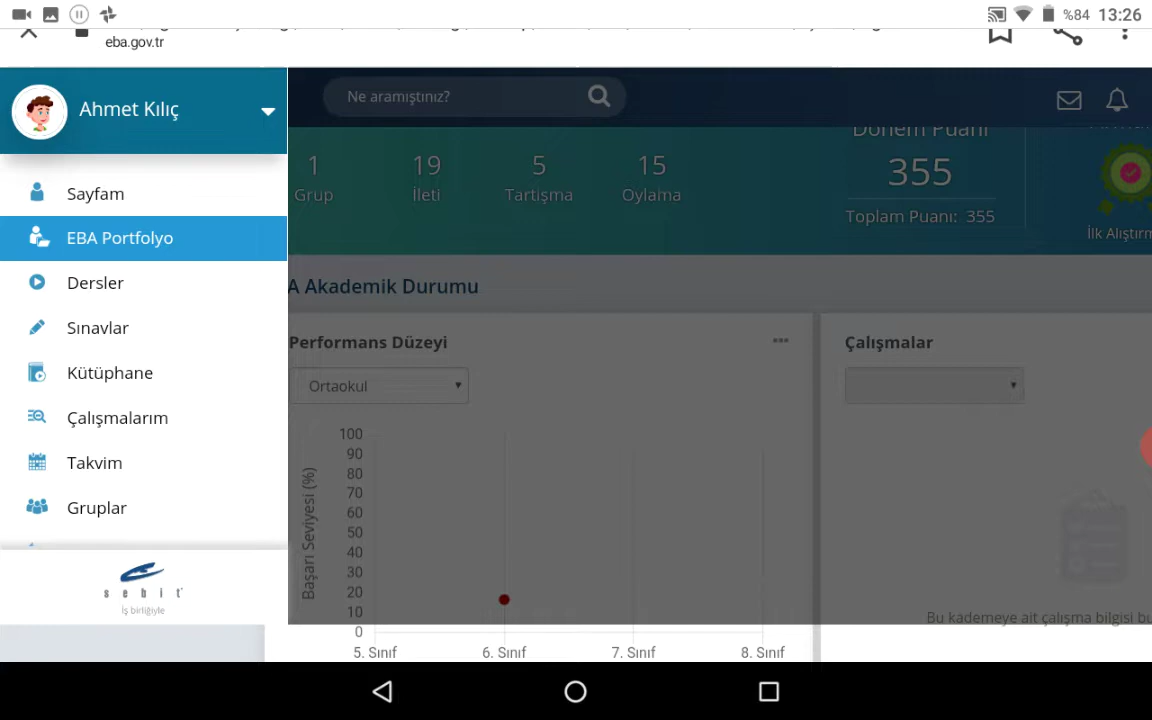 %84 13:26
eba.gov.tr
Ahmet Kılıç
Ne aramıştınız?
Dönem Puanı
1 19 5 15 355
Grup İleti Tartışma Oylama
Toplam Puanı: 355
İlk Alıştırm
Sayfam
EBA Portfolyo
Dersler
Sınavlar
Kütüphane
Çalışmalarım
Takvim
Gruplar
sebit
İş birliğiyle
A Akademik Durumu
Performans Düzeyi
Ortaokul
Başarı Seviyesi (%)
100
90
80
70
60
50
40
30
20
10
0
5. Sınıf 6. Sınıf 7. Sınıf 8. Sınıf
Çalışmalar
Bu kademeye ait çalışma bilgisi bu